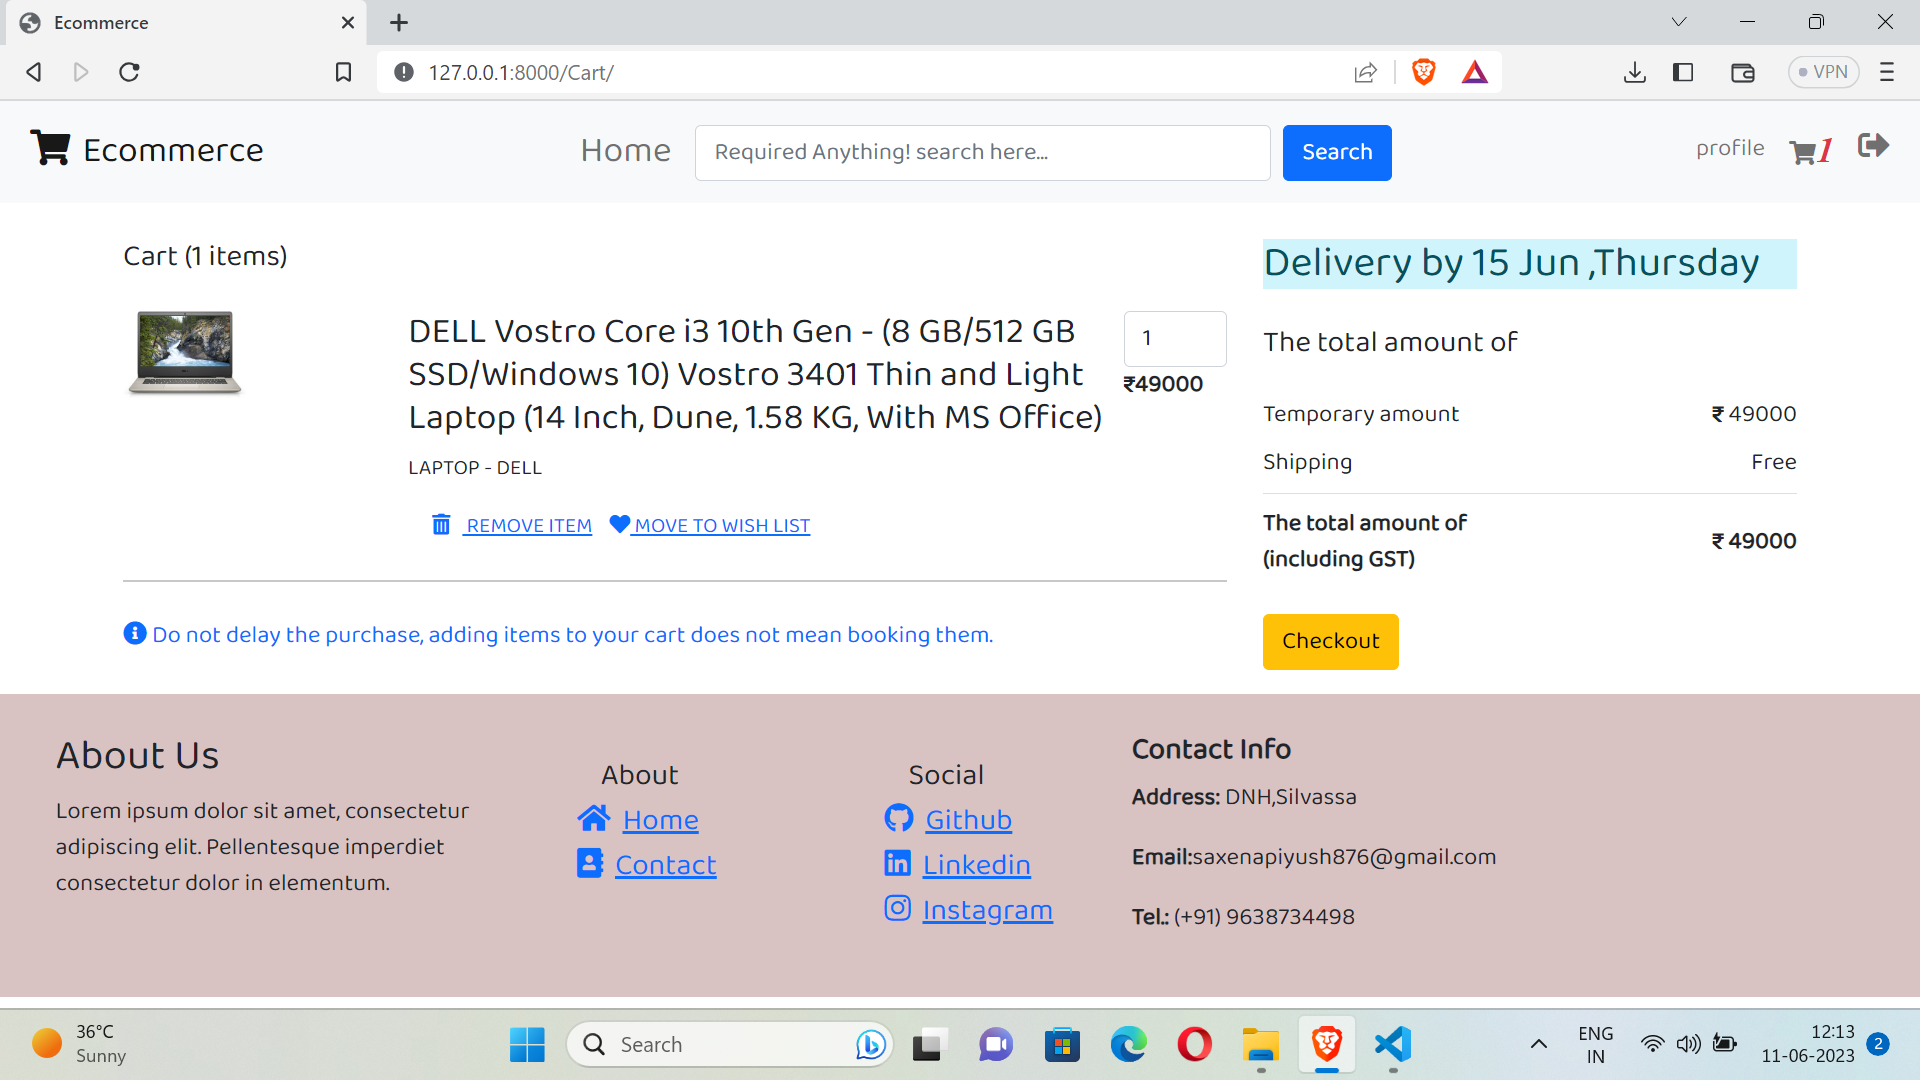 Ecommerce
127.0.0.1:8000/Cart/
VPN
Ecommerce
Home
Required Anything! search here...
Search
profile
1
Cart (1 items)
DELL Vostro Core i3 10th Gen - (8 GB/512 GB
SSD/Windows 10) Vostro 3401 Thin and Light
Laptop (14 Inch, Dune, 1.58 KG, With MS Office)
LAPTOP - DELL
REMOVE ITEM
MOVE TO WISH LIST
1
₹49000
Do not delay the purchase, adding items to your cart does not mean booking them.
Delivery by 15 Jun ,Thursday
The total amount of
Temporary amount
₹ 49000
Shipping
Free
The total amount of
(including GST)
₹ 49000
Checkout
About Us
Lorem ipsum dolor sit amet, consectetur
adipiscing elit. Pellentesque imperdiet
consectetur dolor in elementum.
About
Home
Contact
Social
Github
Linkedin
Instagram
Contact Info
Address: DNH,Silvassa
Email:saxenapiyush876@gmail.com
Tel.: (+91) 9638734498
36°C
Sunny
Search
ENG
IN
12:13
11-06-2023
2